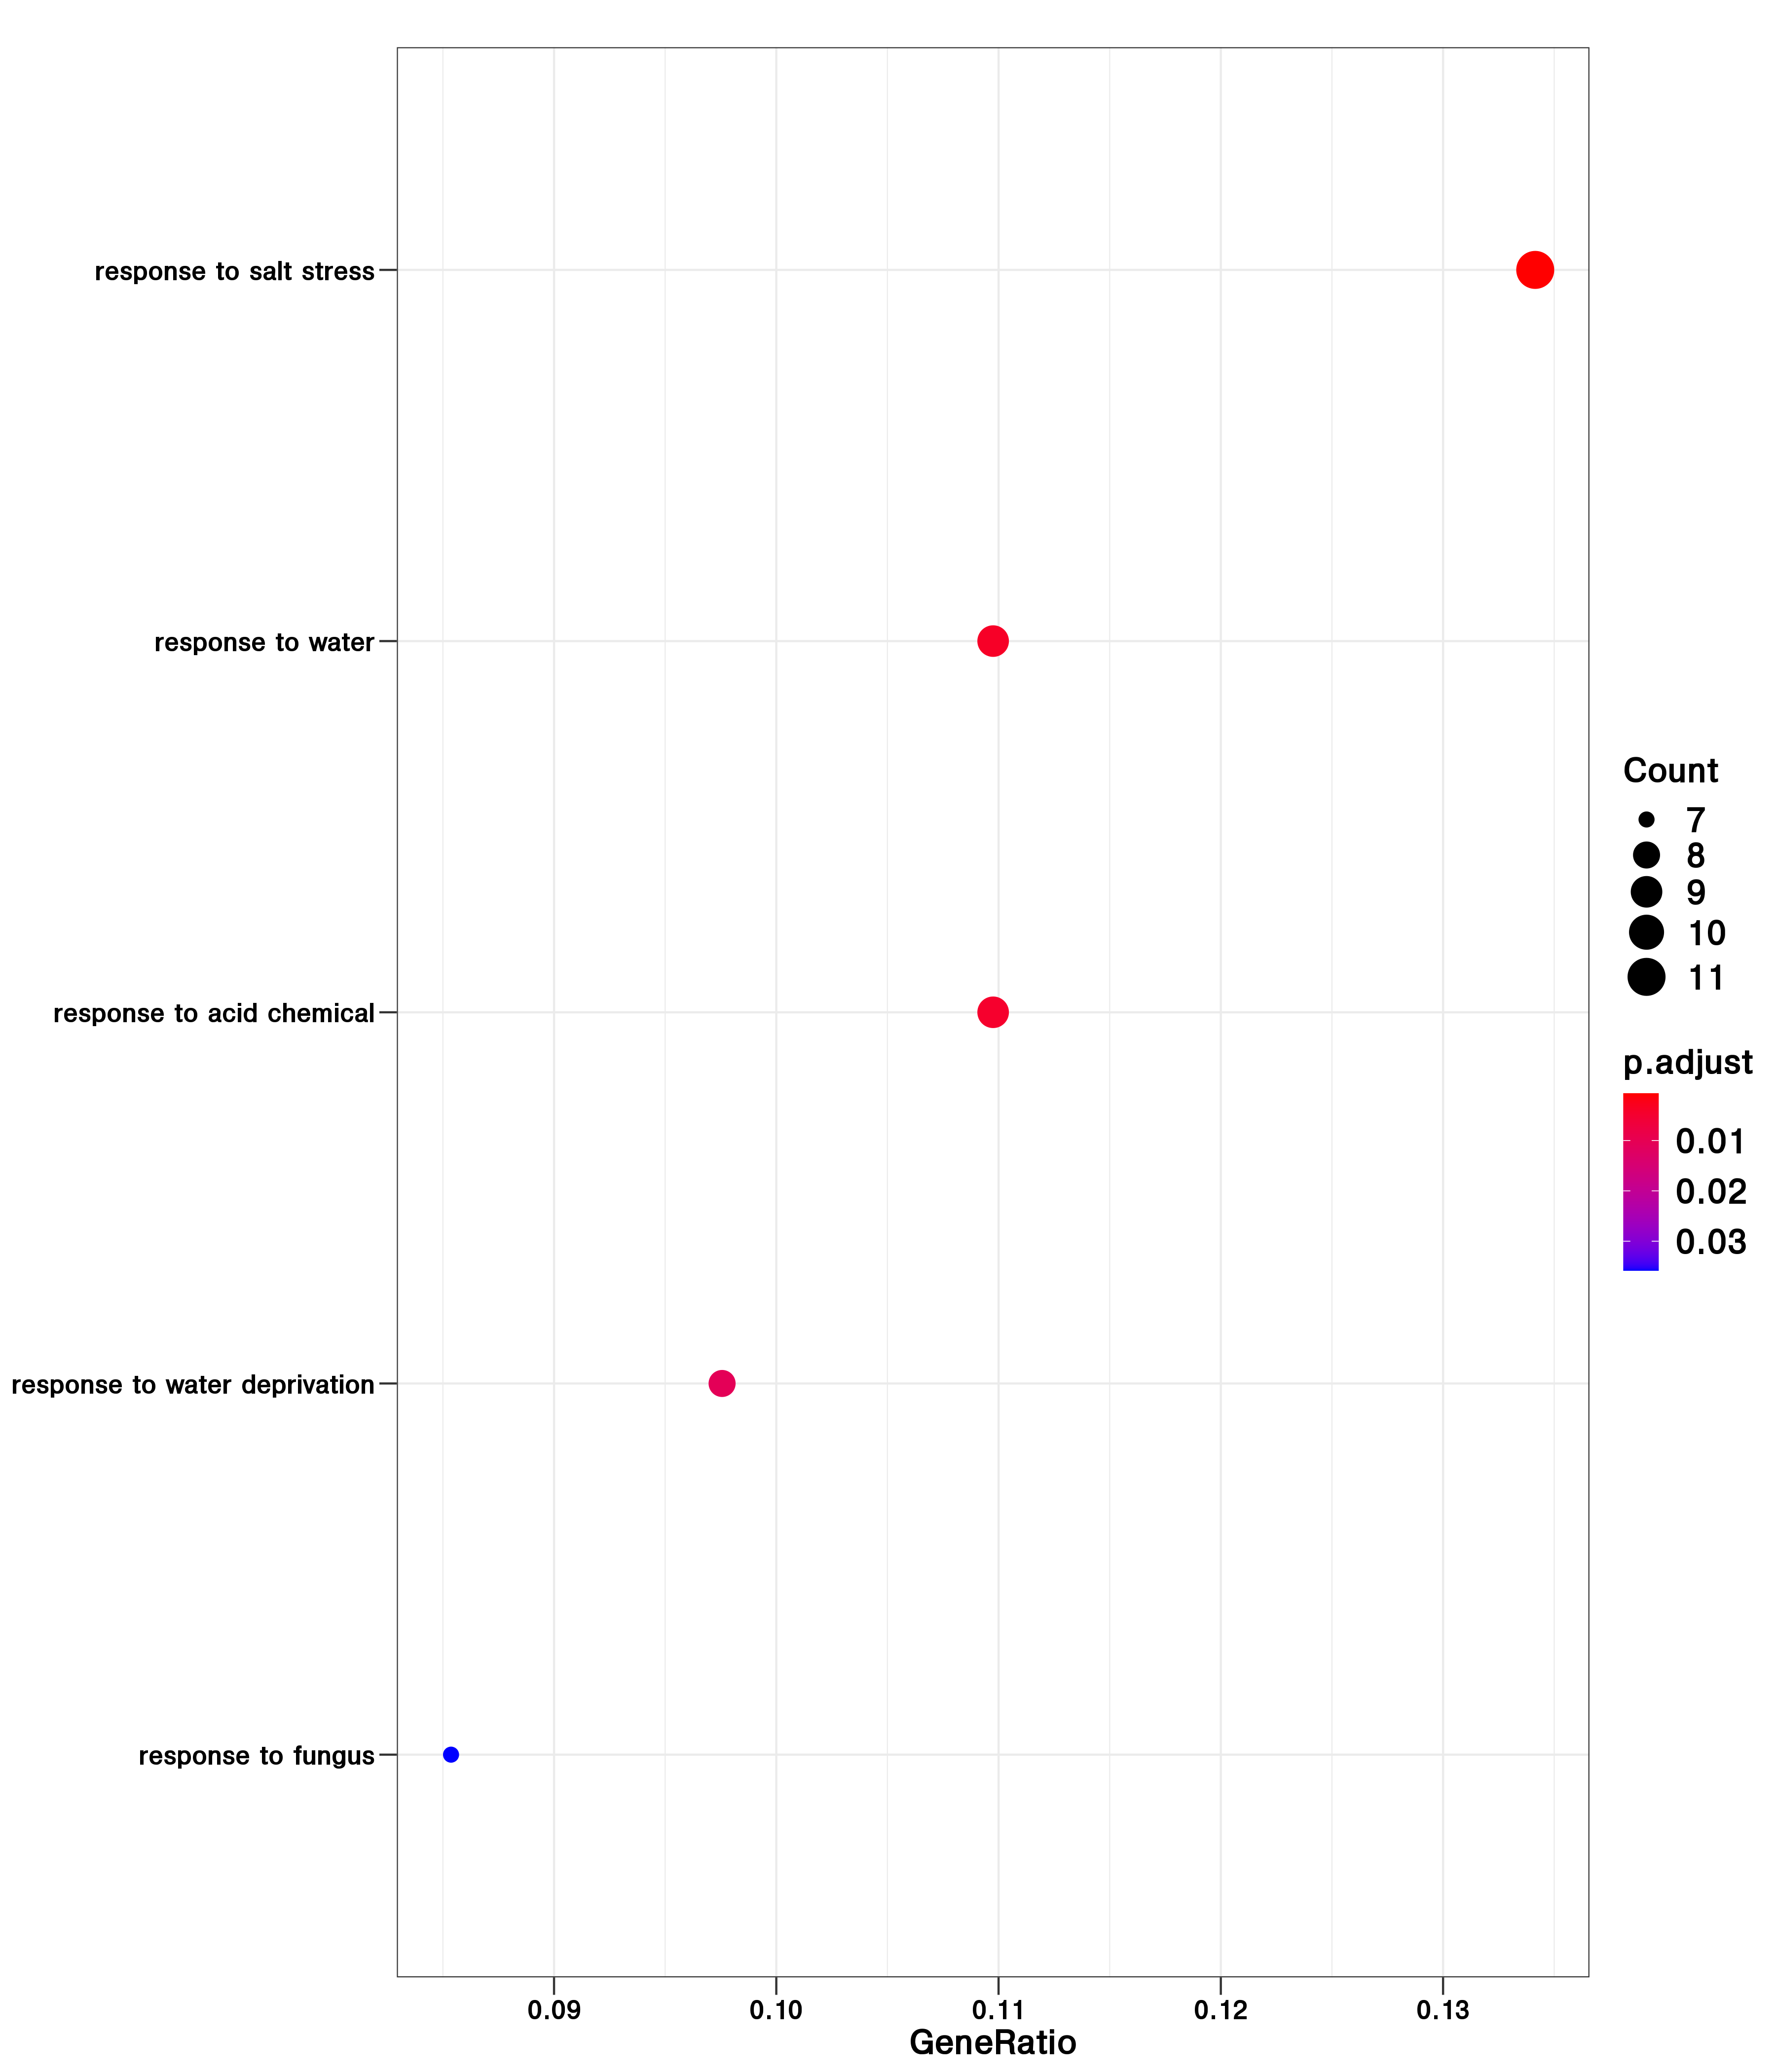 response to salt stress
response to water
response to acid chemical
response to water deprivation
response to fungus
0.09 0.10 0.11 0.12 0.13
GeneRatio
Count
7
8
9
10
11
p.adjust
0.01
0.02
0.03